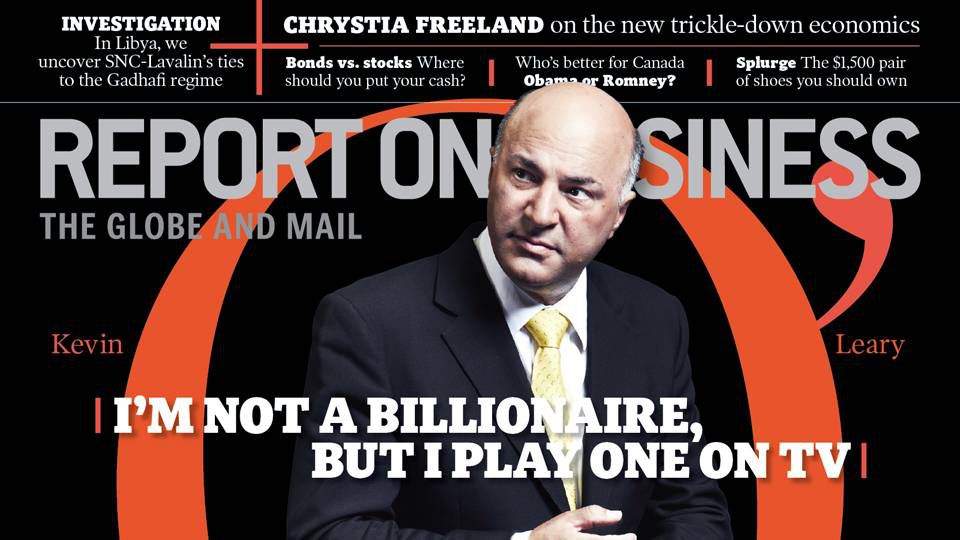 INVESTIGATION
In Libya, we
uncover SNC-Lavalin's ties
to the Gadhafi regime
CHRYSTIA FREELAND on the new trickle-down economics
Bonds vs. stocks Where
should you put your cash?
Who's better for Canada
Obama or Romney?
Splurge The $1,500 pair
of shoes you should own
REPORT ON SINESS
THE GLOBE AND MAIL
Kevin
O'
Leary
I'M NOT A BILLIONAIRE,
BUT I PLAY ONE ON TV